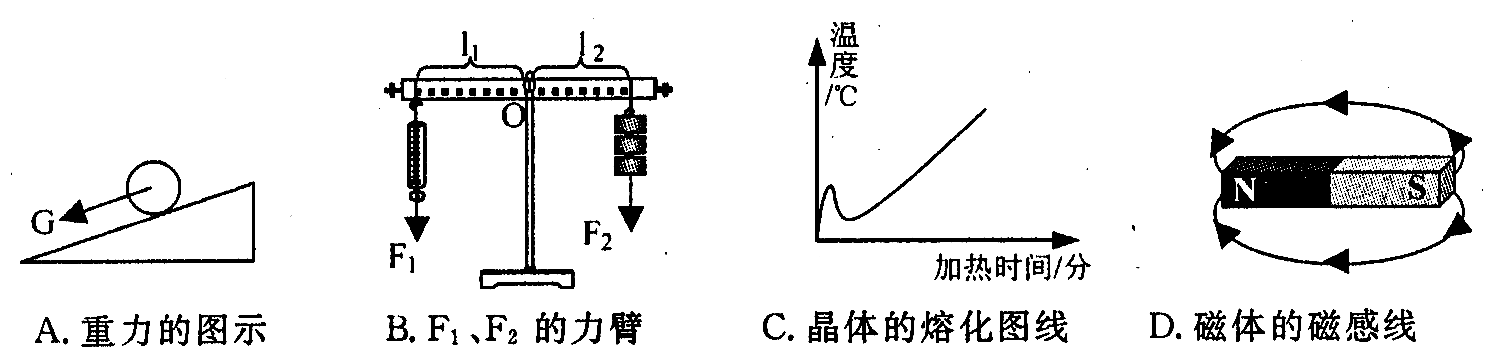 G
l₁ l₂
O
F₁ F₂
温度/℃
加热时间/分
N S
A. 重力的图示
B. F₁、F₂ 的力臂
C. 晶体的熔化图线
D. 磁体的磁感线